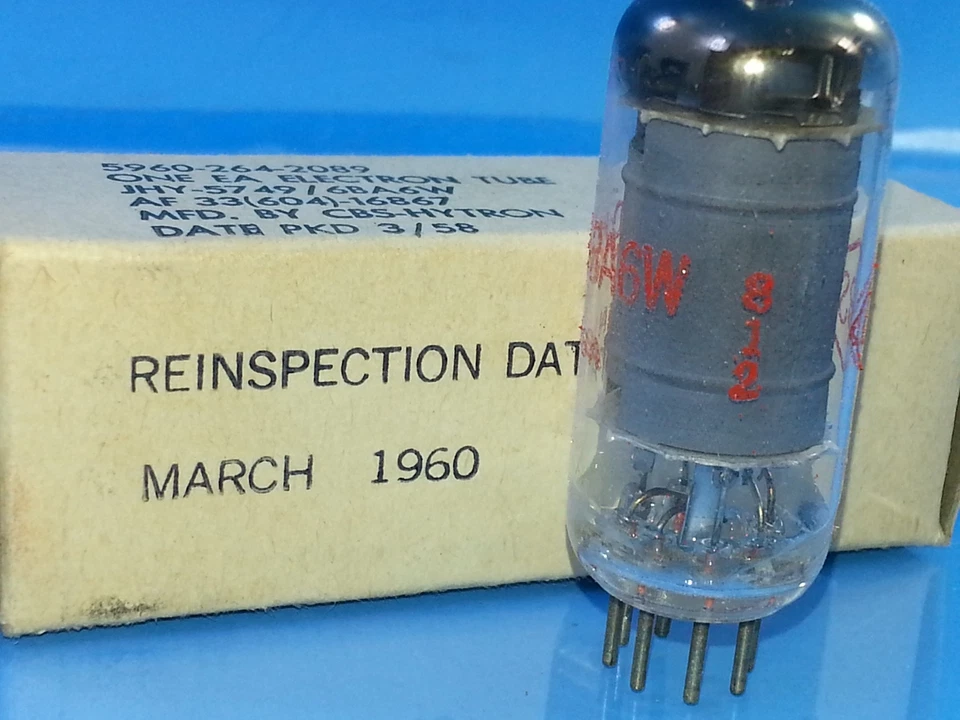 5960-264-2089
ONE EA. ELECTRON TUBE
JHY-5749/6BA6W
AF 33(604)-16867
MFD. BY CBS-HYTRON
DATE PKD 3/58
REINSPECTION DAT
MARCH 1960
BA6W
8
1
2